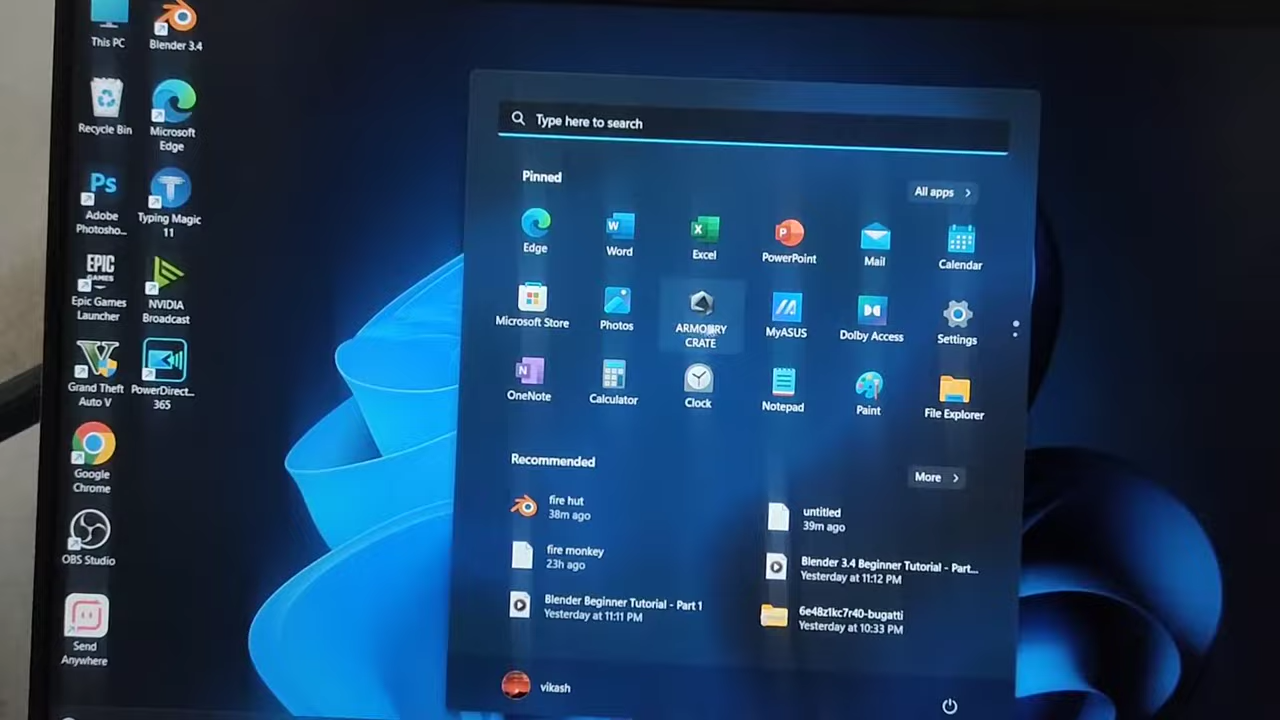 This PC
Blender 3.4
Recycle Bin
Microsoft
Edge
Ps
Adobe
Photosho...
Typing Magic
11
EPIC
GAMES
Epic Games
Launcher
NVIDIA
Broadcast
V
Grand Theft
Auto V
PowerDirect...
365
Google
Chrome
OBS Studio
Send
Anywhere
Type here to search
Pinned
All apps
Edge
W
Word
X
Excel
P
PowerPoint
Mail
Calendar
Microsoft Store
Photos
ARMOURY
CRATE
MyASUS
Dolby Access
Settings
N
OneNote
Calculator
Clock
Notepad
Paint
File Explorer
Recommended
More
fire hut
38m ago
untitled
39m ago
fire monkey
23h ago
Blender 3.4 Beginner Tutorial - Part...
Yesterday at 11:12 PM
Blender Beginner Tutorial - Part 1
Yesterday at 11:11 PM
6e48z1kc7r40-bugatti
Yesterday at 10:33 PM
vikash